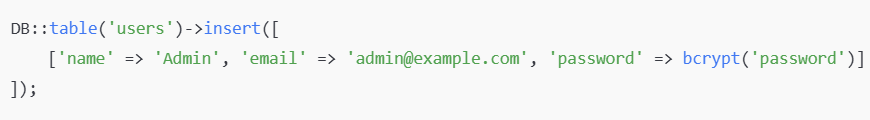 DB::table('users')->insert([
    ['name' => 'Admin', 'email' => 'admin@example.com', 'password' => bcrypt('password')]
]);